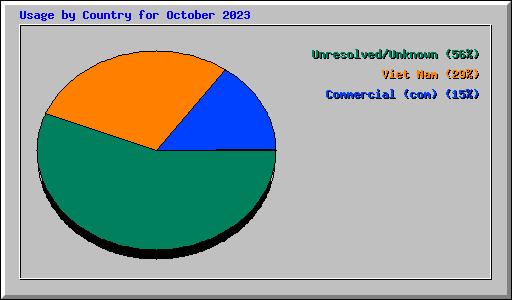 Usage by Country for October 2023
Unresolved/Unknown (56%)
Viet Nam (29%)
Commercial (com) (15%)